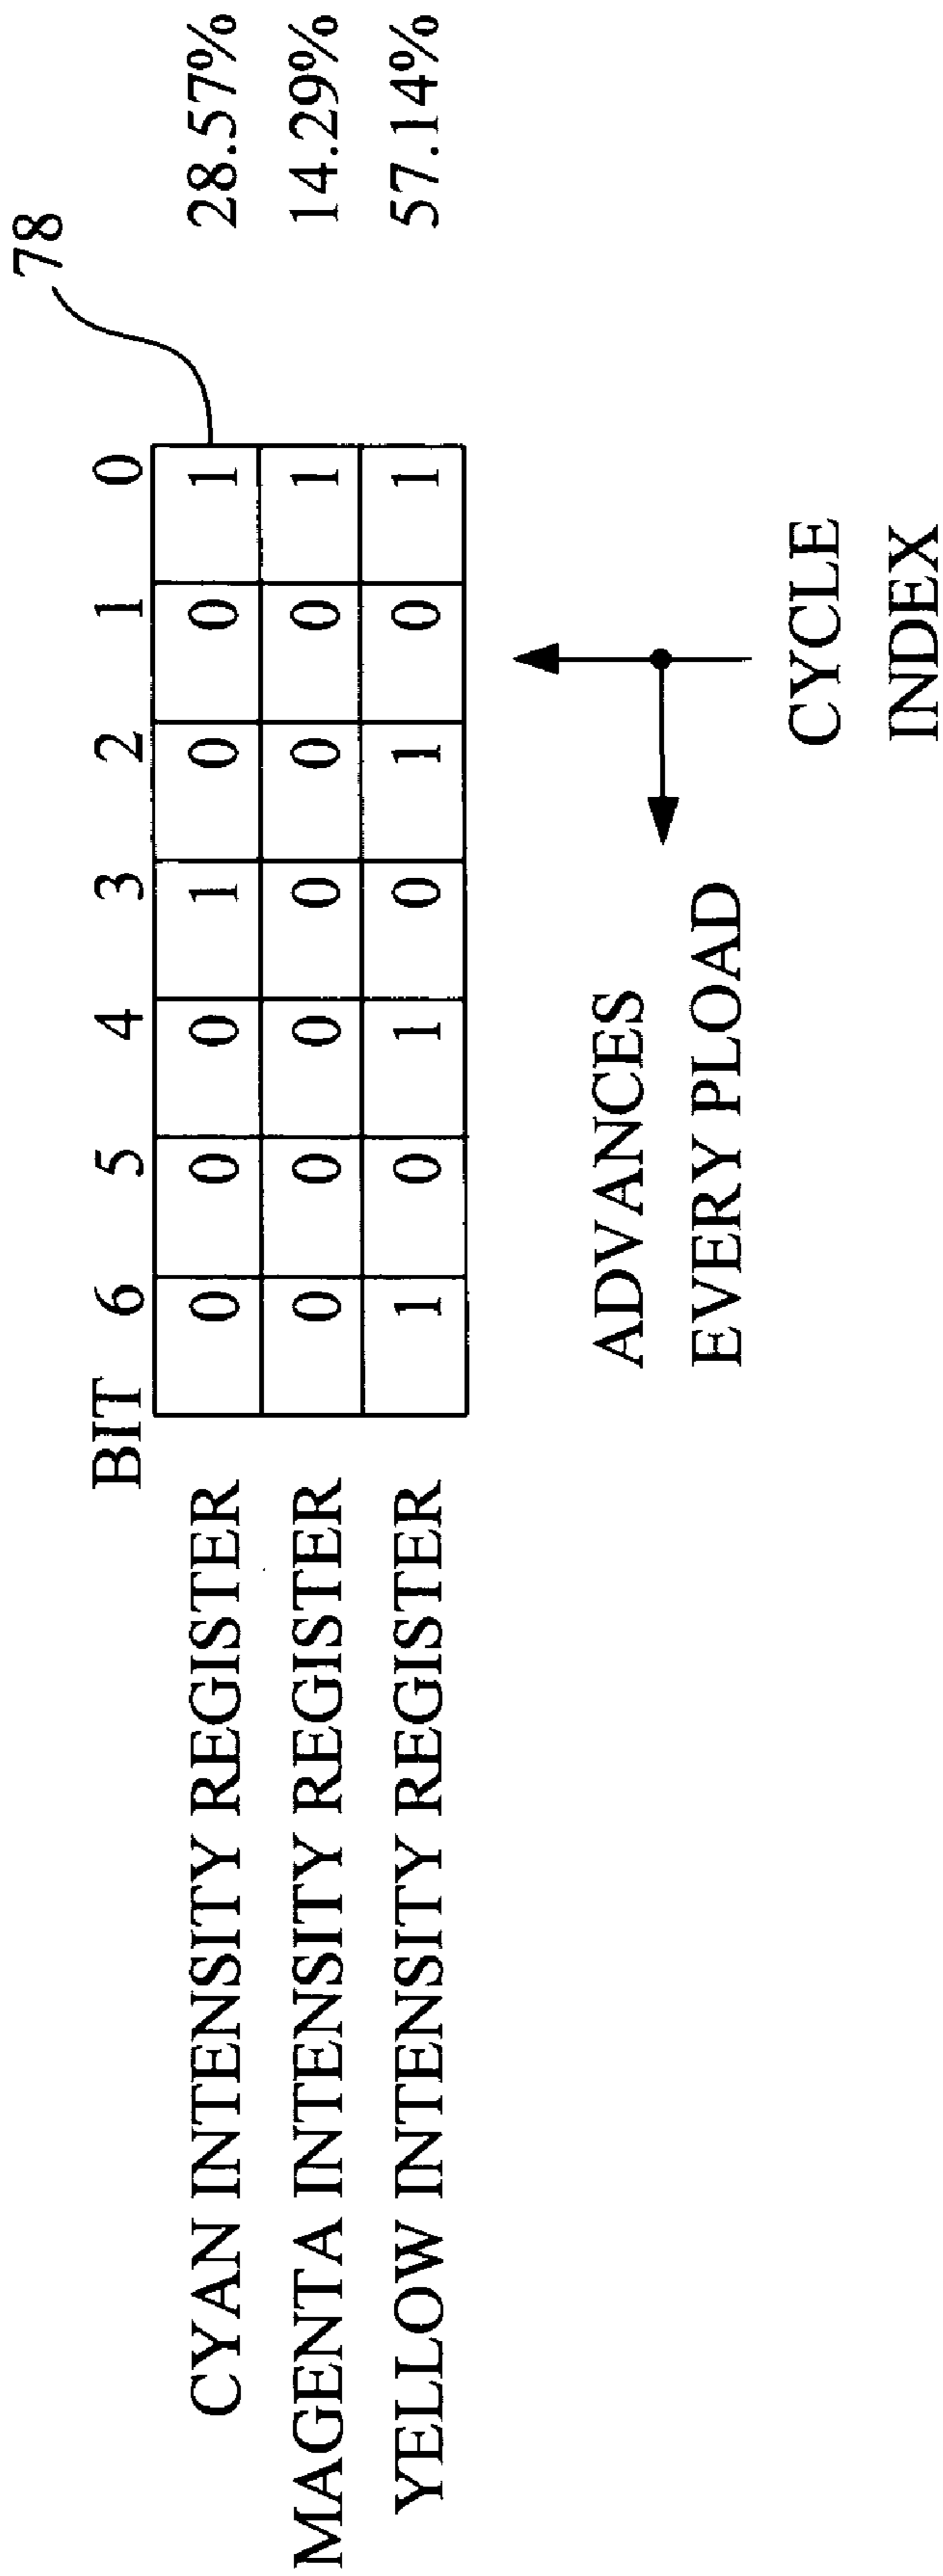 78
BIT 6 5 4 3 2 1 0
CYAN INTENSITY REGISTER 0 0 0 1 0 0 1 28.57%
MAGENTA INTENSITY REGISTER 0 0 0 0 0 0 1 14.29%
YELLOW INTENSITY REGISTER 1 0 1 0 1 0 1 57.14%
ADVANCES
EVERY PLOAD
CYCLE
INDEX